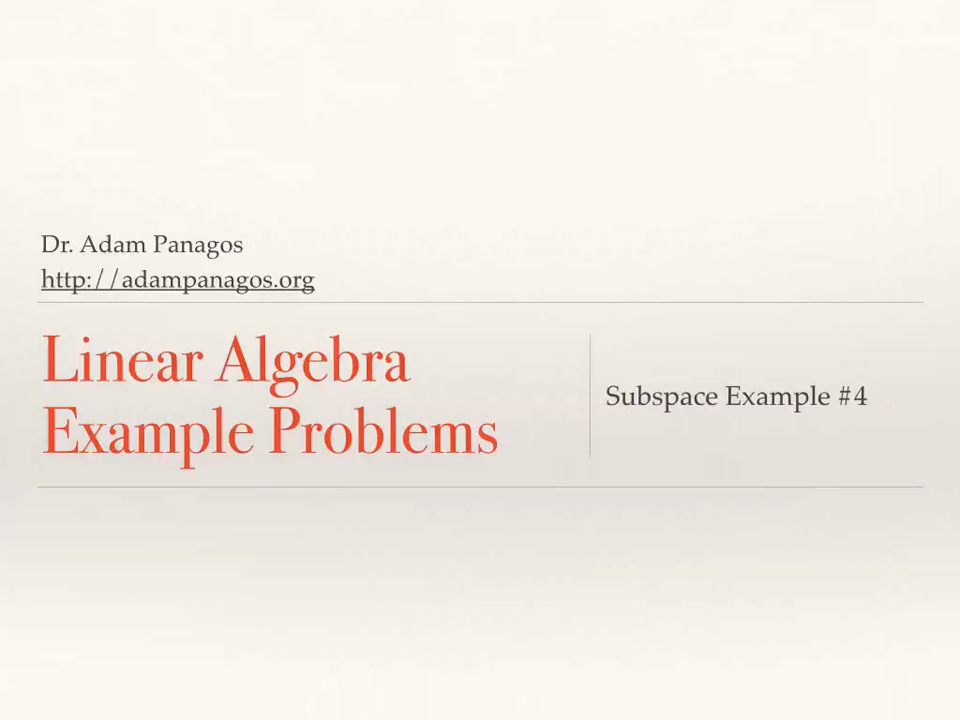 Dr. Adam Panagos
http://adampanagos.org
Linear Algebra
Example Problems
Subspace Example #4